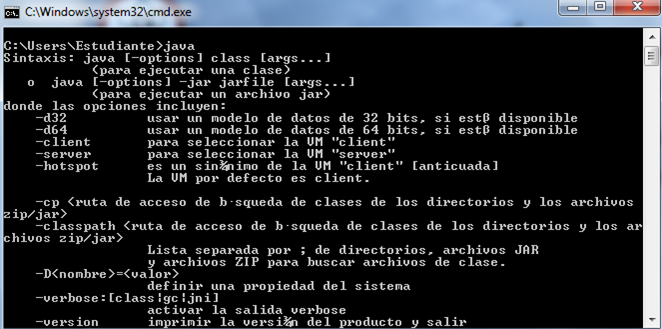 C:\Windows\system32\cmd.exe
C:\Users\Estudiante>java
Sintaxis: java [-options] class [args...]
(para ejecutar una clase)
o  java [-options] -jar jarfile [args...]
(para ejecutar un archivo jar)
donde las opciones incluyen:
-d32 usar un modelo de datos de 32 bits, si estβ disponible
-d64 usar un modelo de datos de 64 bits, si estβ disponible
-client para seleccionar la VM "client"
-server para seleccionar la VM "server"
-hotspot es un sin¾nimo de la VM "client" [anticuada]
La VM por defecto es client.
-cp <ruta de acceso de b·squeda de clases de los directorios y los archivos
zip/jar>
-classpath <ruta de acceso de b·squeda de clases de los directorios y los ar
chivos zip/jar>
Lista separada por ; de directorios, archivos JAR
y archivos ZIP para buscar archivos de clase.
-D<nombre>=<valor>
definir una propiedad del sistema
-verbose:[class¦gc¦jni]
activar la salida verbose
-version imprimir la versi¾n del producto y salir